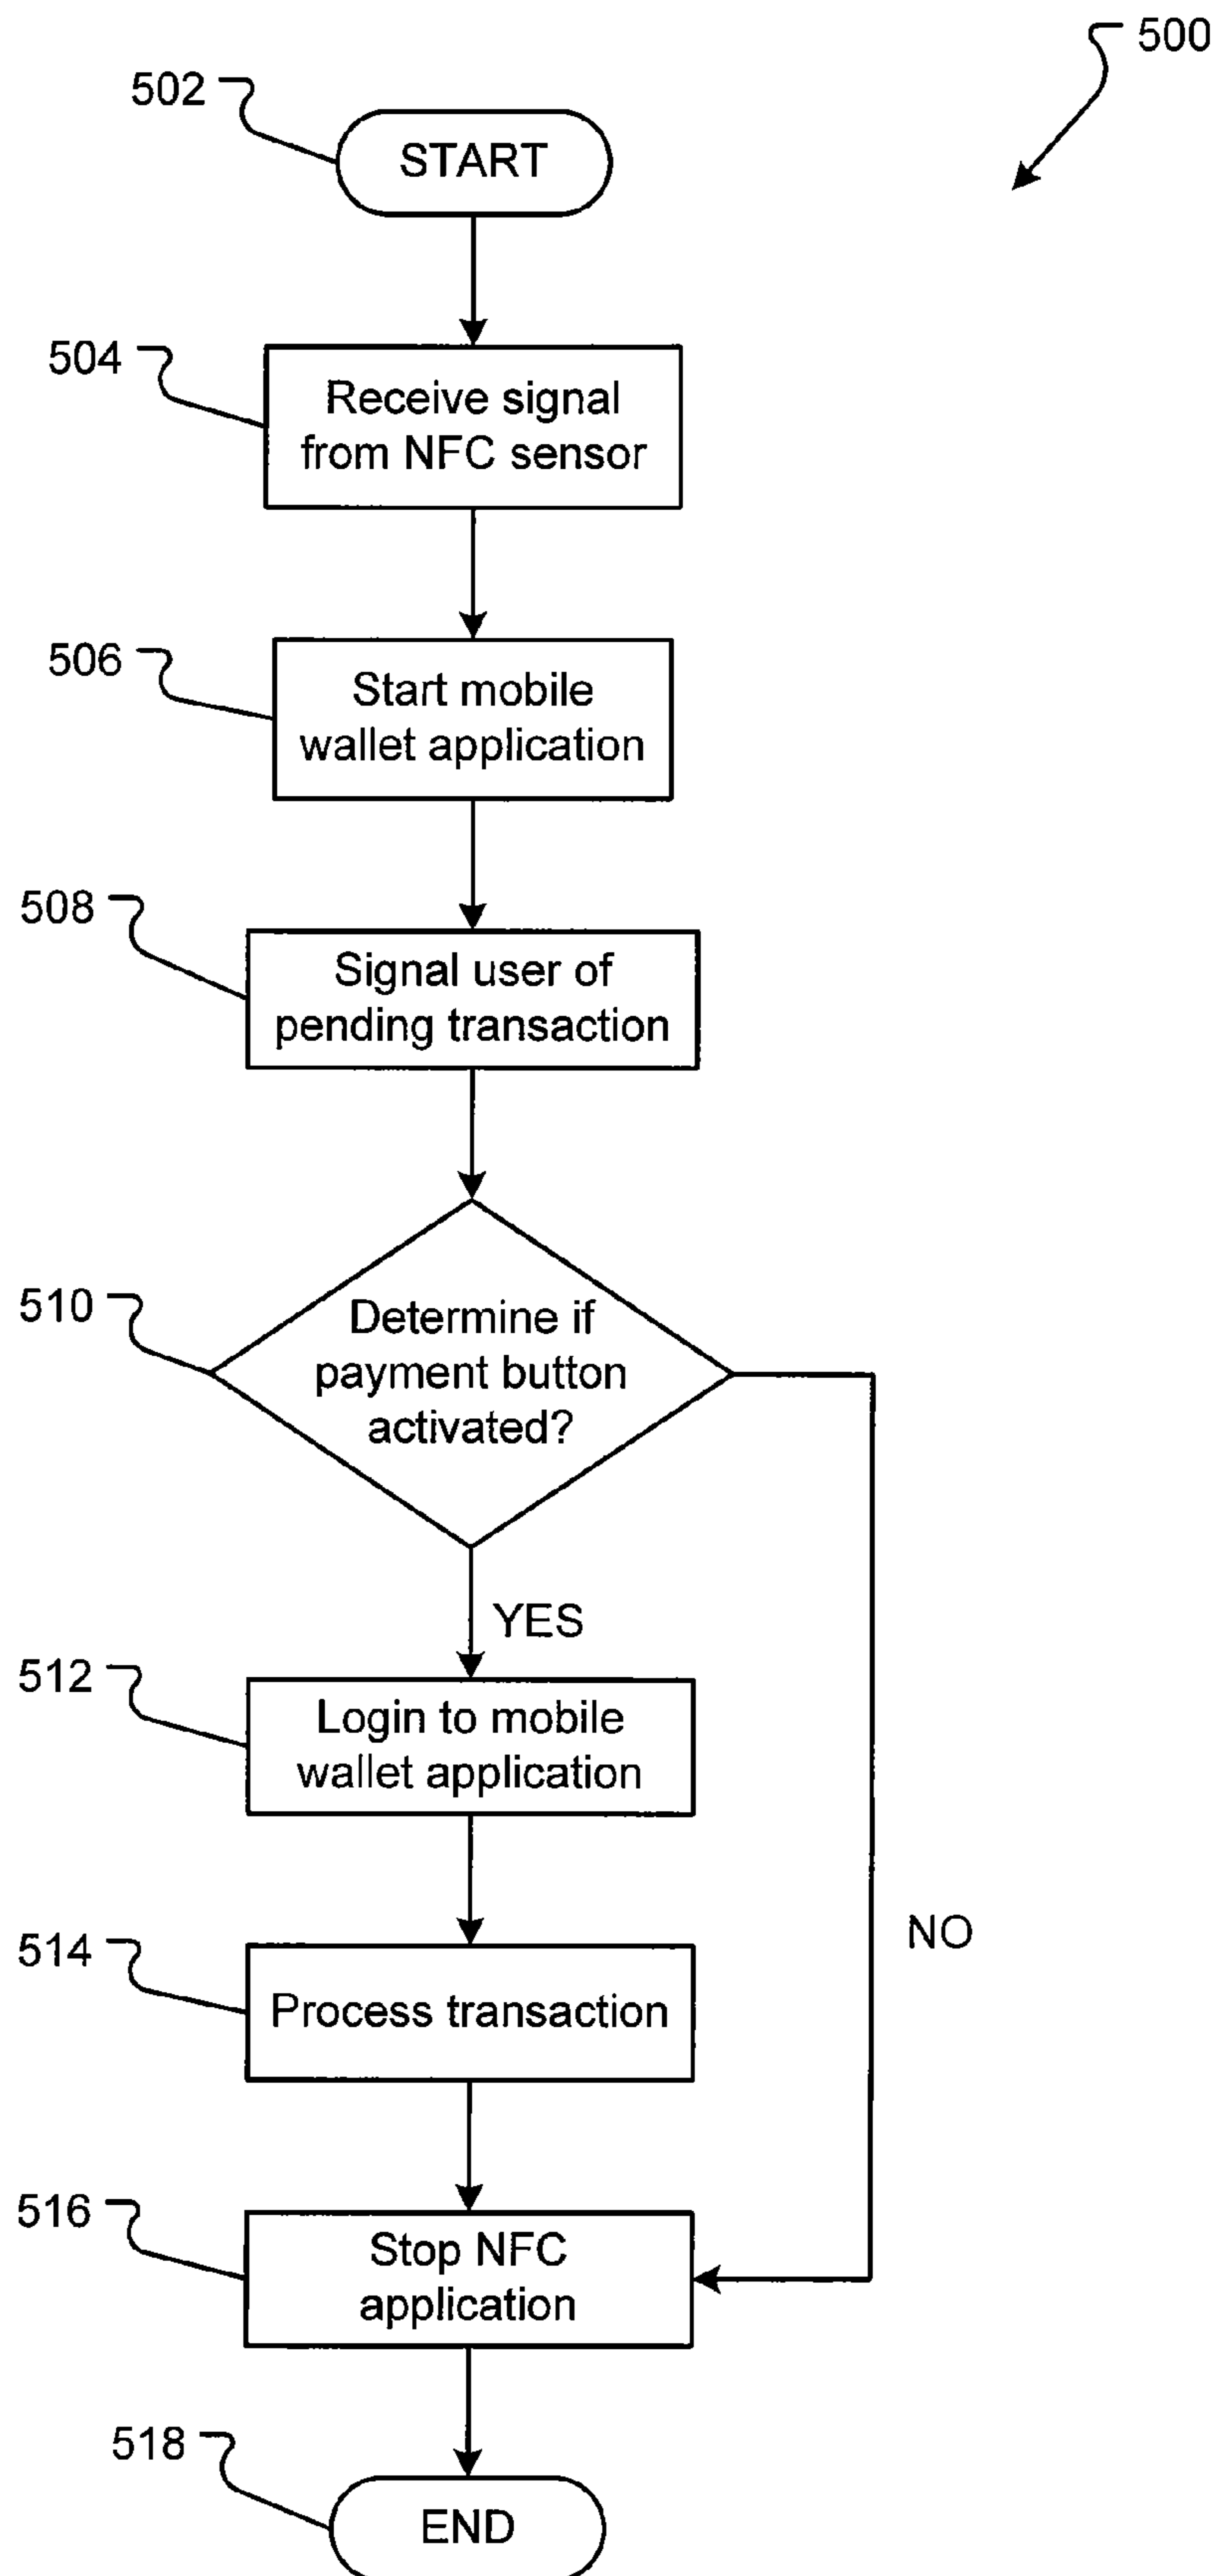 500
502
START
504
Receive signal
from NFC sensor
506
Start mobile
wallet application
508
Signal user of
pending transaction
510
Determine if
payment button
activated?
YES
512
Login to mobile
wallet application
NO
514
Process transaction
516
Stop NFC
application
518
END